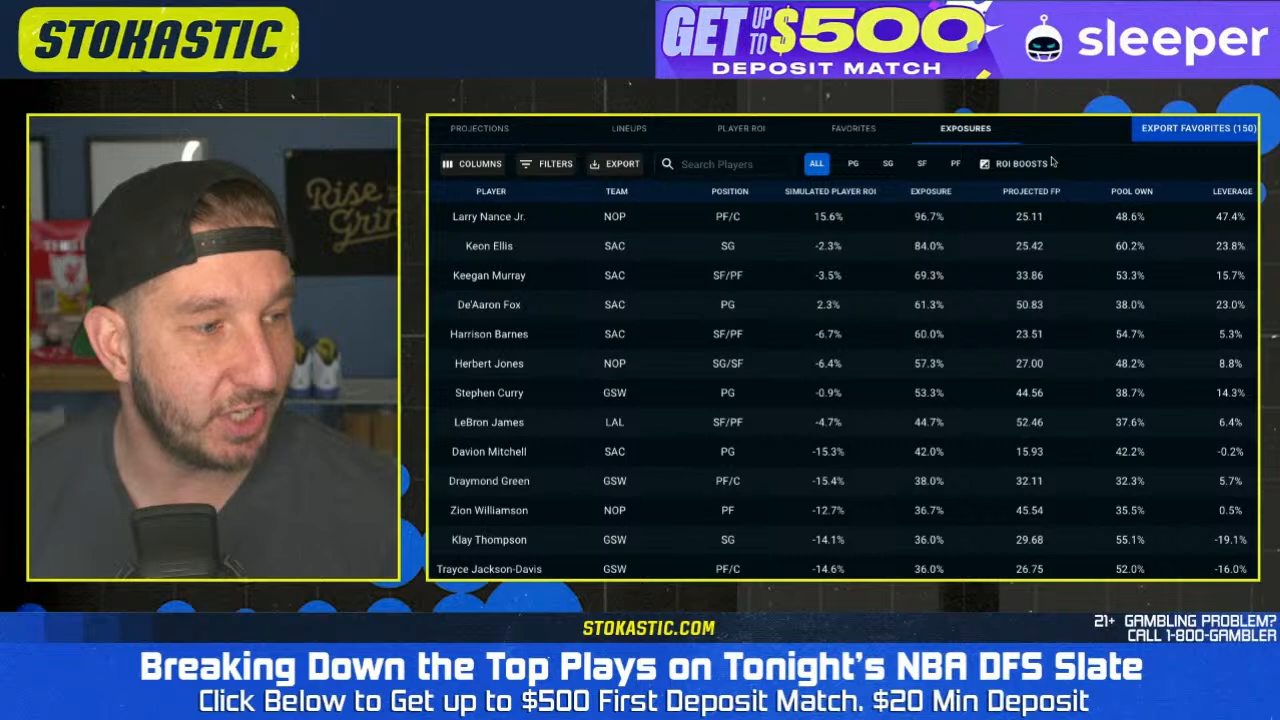 STOKASTIC
GET UP TO $500
DEPOSIT MATCH
sleeper
Rise
Grin
PROJECTIONS LINEUPS PLAYER ROI FAVORITES EXPOSURES EXPORT FAVORITES (150)
COLUMNS FILTERS EXPORT Search Players ALL PG SG SF PF ROI BOOSTS
PLAYER TEAM POSITION SIMULATED PLAYER ROI EXPOSURE PROJECTED FP POOL OWN LEVERAGE
Larry Nance Jr. NOP PF/C 15.6% 96.7% 25.11 48.6% 47.4%
Keon Ellis SAC SG -2.3% 84.0% 25.42 60.2% 23.8%
Keegan Murray SAC SF/PF -3.5% 69.3% 33.86 53.3% 15.7%
De'Aaron Fox SAC PG 2.3% 61.3% 50.83 38.0% 23.0%
Harrison Barnes SAC SF/PF -6.7% 60.0% 23.51 54.7% 5.3%
Herbert Jones NOP SG/SF -6.4% 57.3% 27.00 48.2% 8.8%
Stephen Curry GSW PG -0.9% 53.3% 44.56 38.7% 14.3%
LeBron James LAL SF/PF -4.7% 44.7% 52.46 37.6% 6.4%
Davion Mitchell SAC PG -15.3% 42.0% 15.93 42.2% -0.2%
Draymond Green GSW PF/C -15.4% 38.0% 32.11 32.3% 5.7%
Zion Williamson NOP PF -12.7% 36.7% 45.54 35.5% 0.5%
Klay Thompson GSW SG -14.1% 36.0% 29.68 55.1% -19.1%
Trayce Jackson-Davis GSW PF/C -14.6% 36.0% 26.75 52.0% -16.0%
STOKASTIC.COM
21+ GAMBLING PROBLEM?
CALL 1-800-GAMBLER
Breaking Down the Top Plays on Tonight's NBA DFS Slate
Click Below to Get up to $500 First Deposit Match. $20 Min Deposit